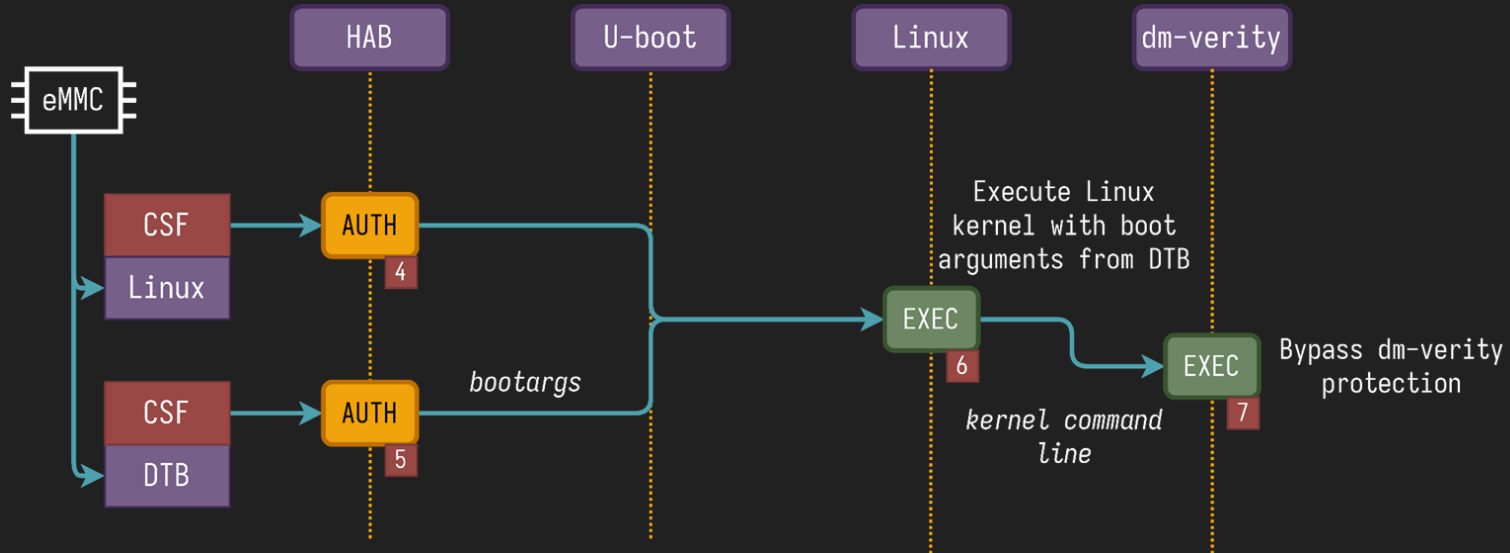 HAB
U-boot
Linux
dm-verity
eMMC
CSF
AUTH
4
Linux
Execute Linux
kernel with boot
arguments from DTB
EXEC
6
EXEC
7
Bypass dm-verity
protection
CSF
AUTH
5
bootargs
DTB
kernel command
line